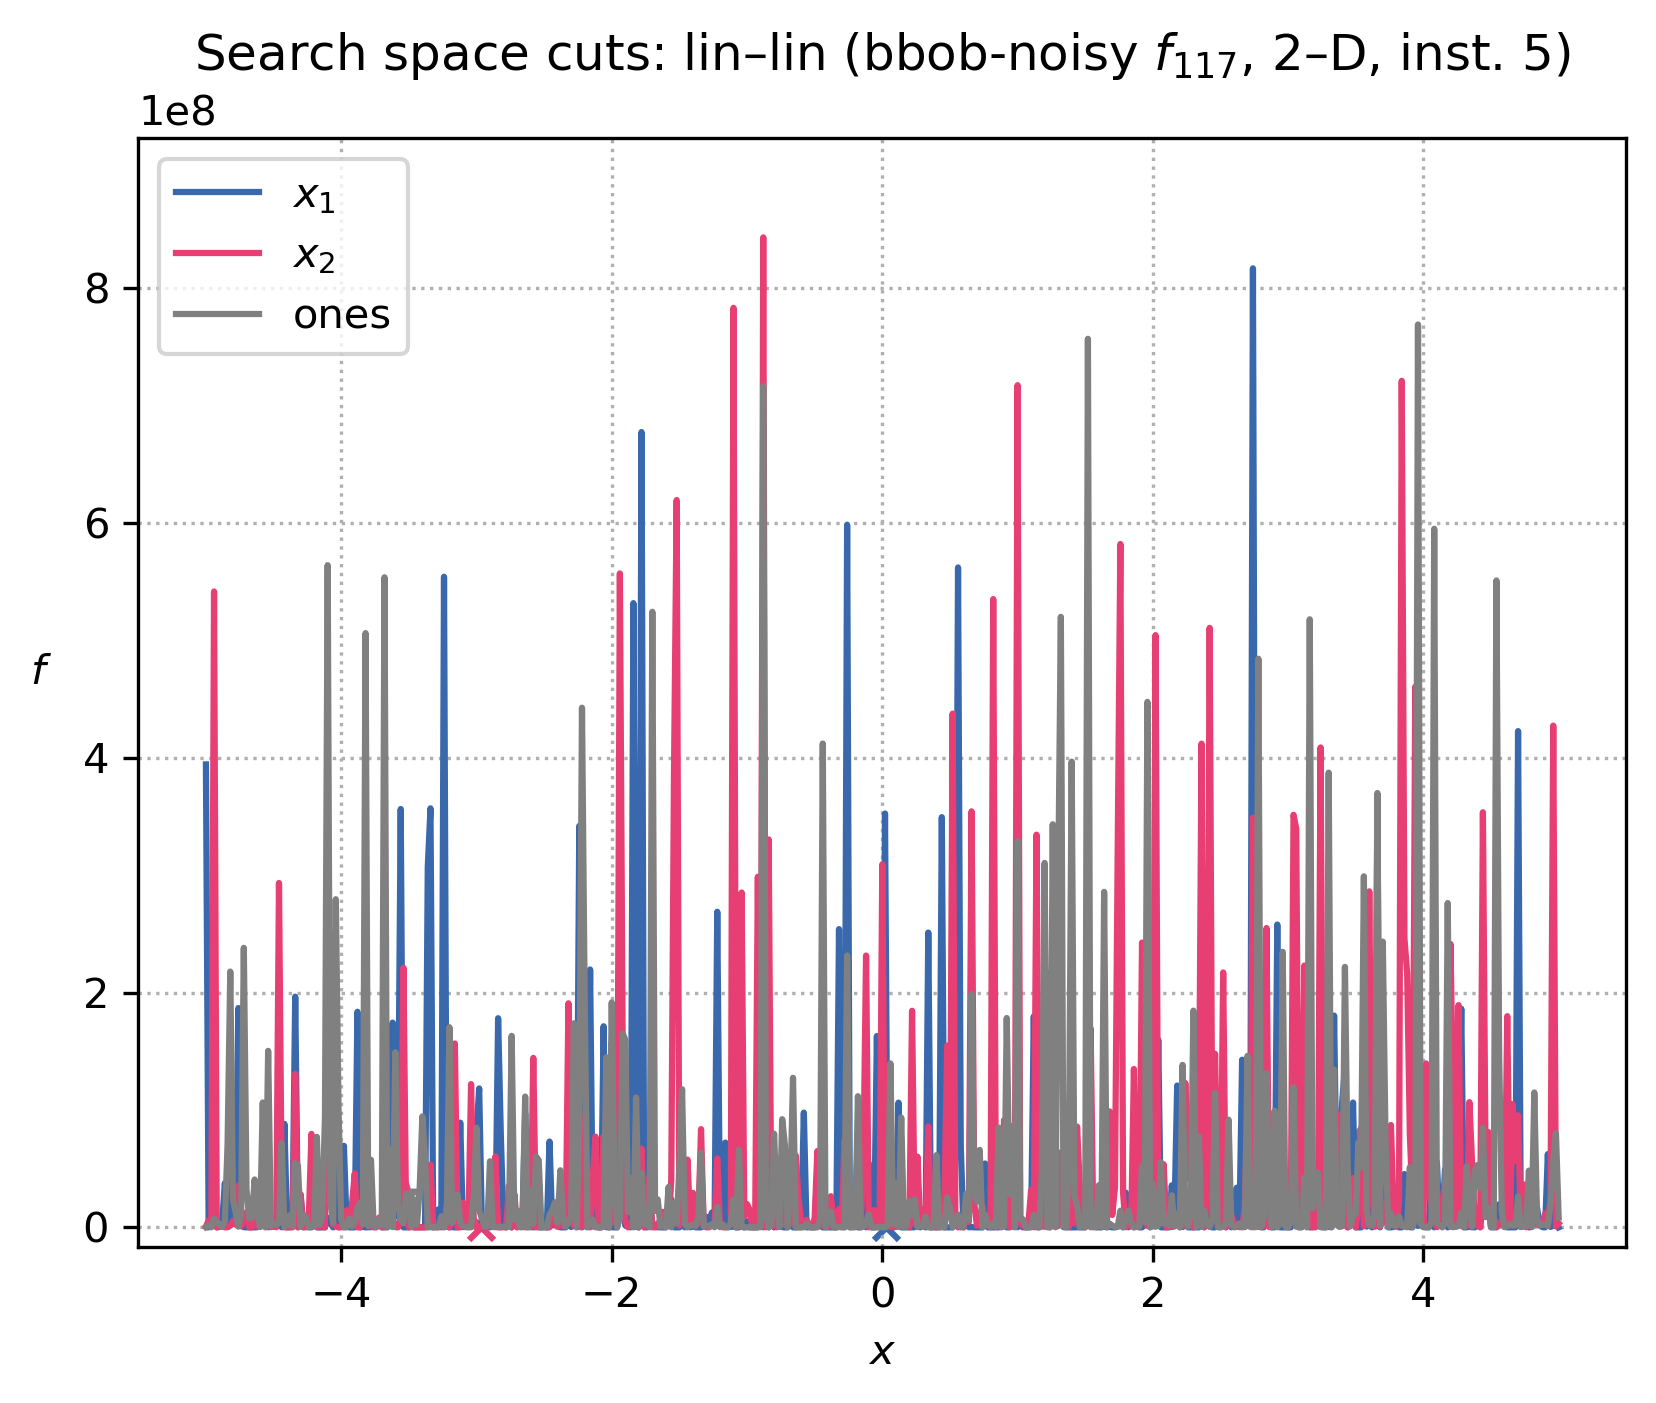 Search space cuts: lin–lin (bbob-noisy f₁₁₇, 2–D, inst. 5)
1e8
x₁
x₂
ones
8
6
4
2
0
f
−4 −2 0 2 4
x